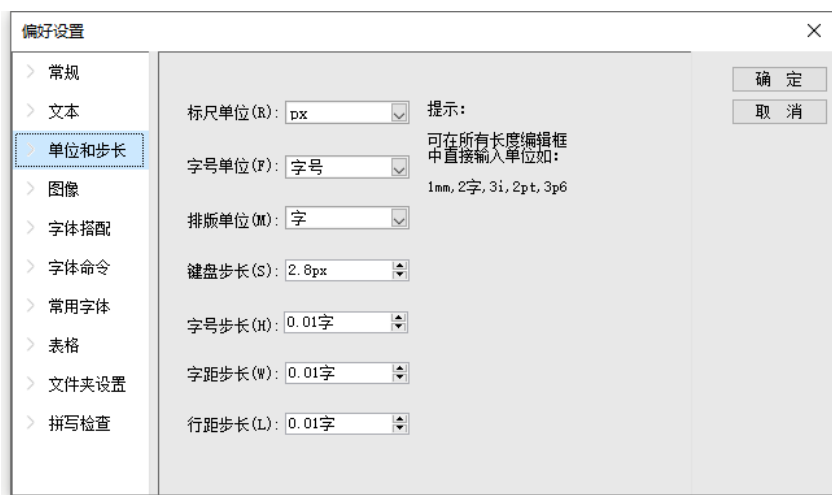 偏好设置
常规
文本
单位和步长
图像
字体搭配
字体命令
常用字体
表格
文件夹设置
拼写检查
标尺单位(R): px
字号单位(F): 字号
排版单位(M): 字
键盘步长(S): 2.8px
字号步长(H): 0.01字
字距步长(W): 0.01字
行距步长(L): 0.01字
提示:
可在所有长度编辑框
中直接输入单位如:
1mm,2字,3i,2pt,3p6
确 定
取 消